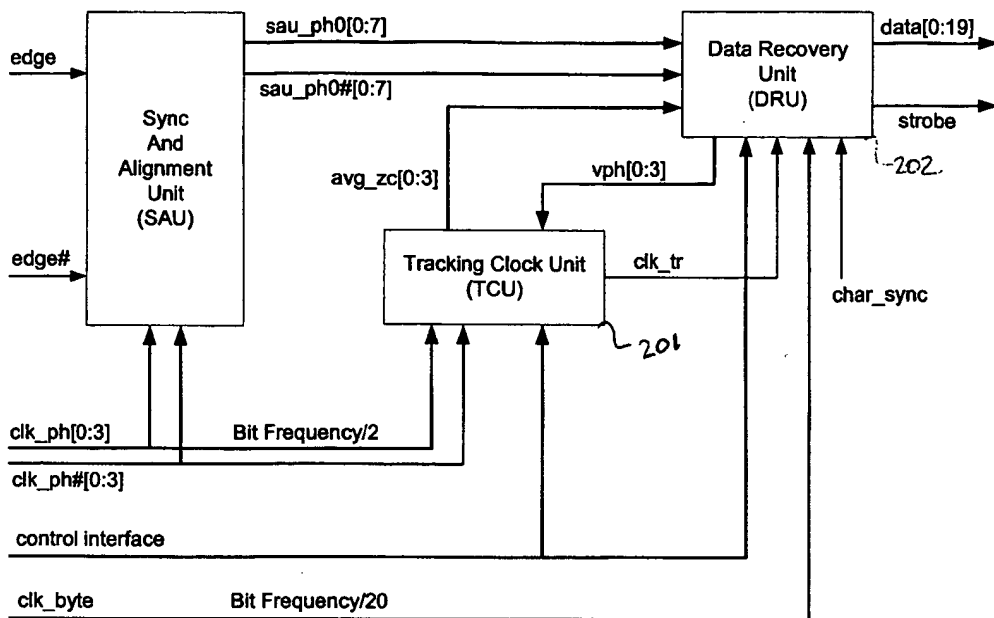 sau_ph0[0:7]
data[0:19]
edge
Data Recovery
Unit
(DRU)
sau_ph0#[0:7]
Sync
And
Alignment
Unit
(SAU)
strobe
avg_zc[0:3]
vph[0:3]
202.
edge#
Tracking Clock Unit
(TCU)
clk_tr
char_sync
201
clk_ph[0:3]
Bit Frequency/2
clk_ph#[0:3]
control interface
clk_byte
Bit Frequency/20